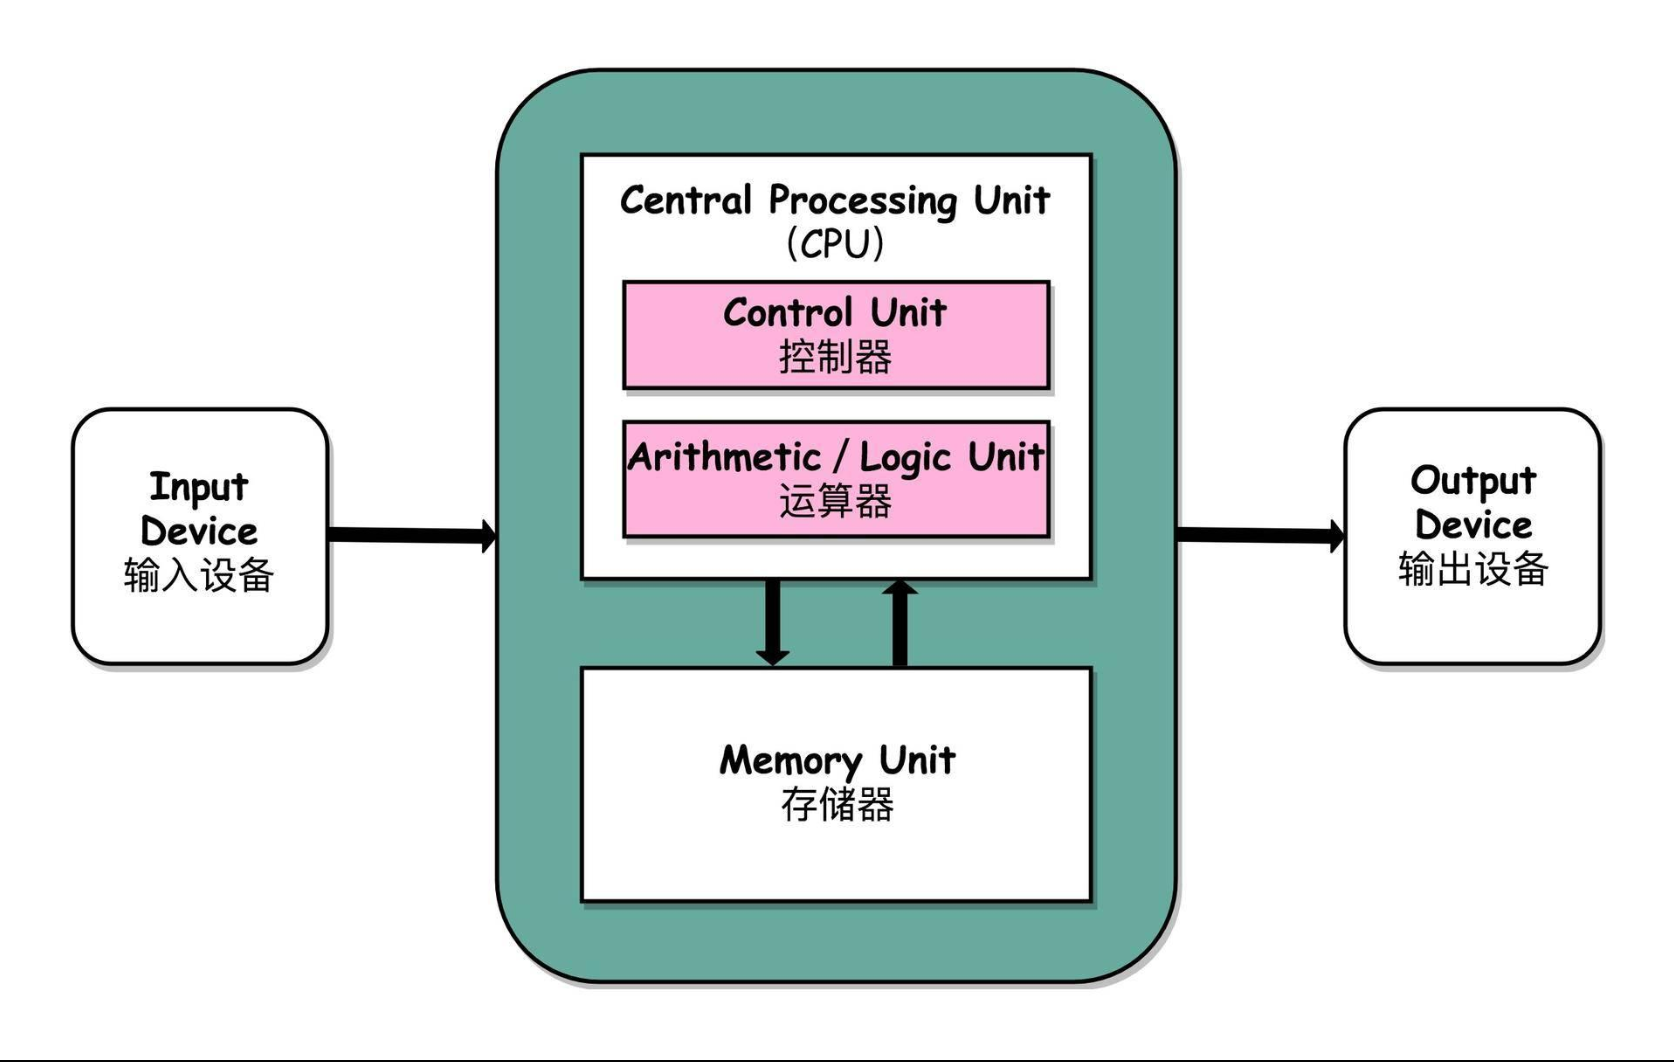 Central Processing Unit
（CPU）
Control Unit
控制器
Arithmetic / Logic Unit
运算器
Input
Device
输入设备
Output
Device
输出设备
Memory Unit
存储器